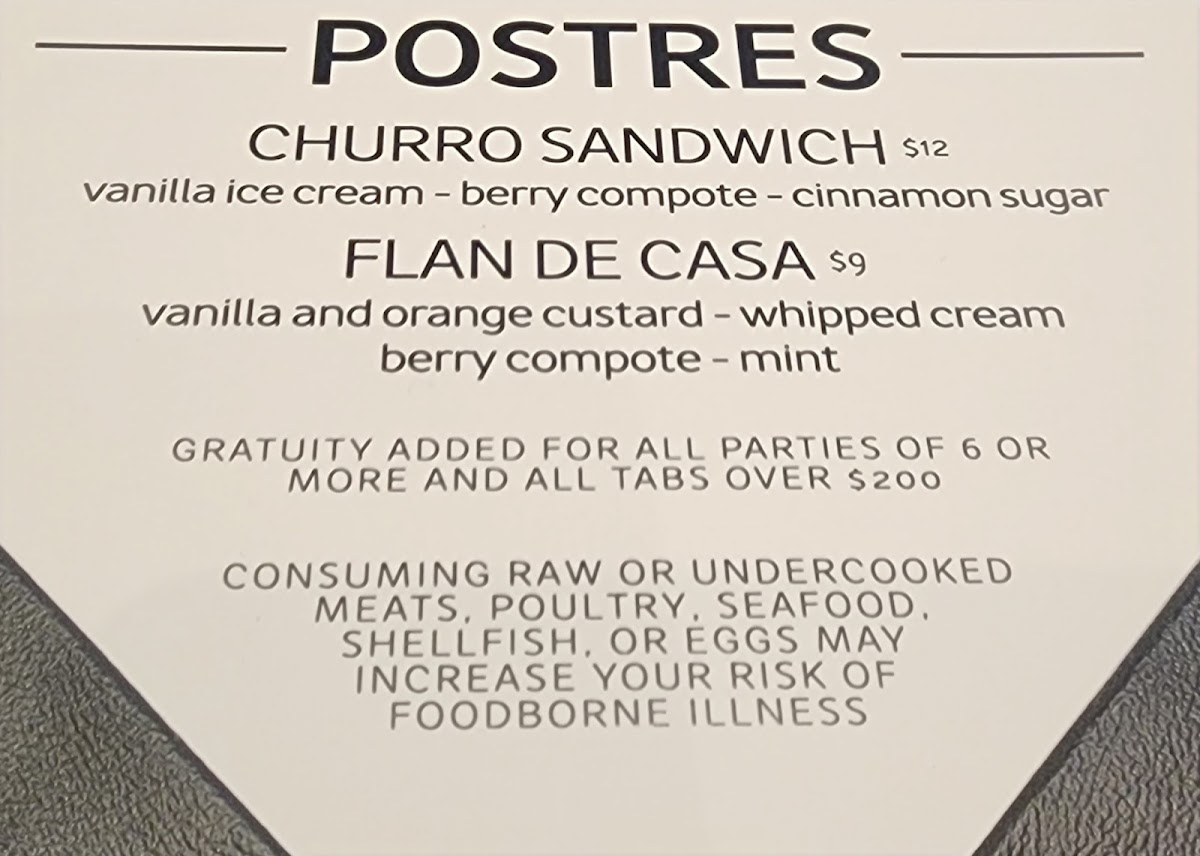 POSTRES
CHURRO SANDWICH $12
vanilla ice cream - berry compote - cinnamon sugar
FLAN DE CASA $9
vanilla and orange custard - whipped cream
berry compote - mint
GRATUITY ADDED FOR ALL PARTIES OF 6 OR
MORE AND ALL TABS OVER $200
CONSUMING RAW OR UNDERCOOKED
MEATS, POULTRY, SEAFOOD,
SHELLFISH, OR EGGS MAY
INCREASE YOUR RISK OF
FOODBORNE ILLNESS